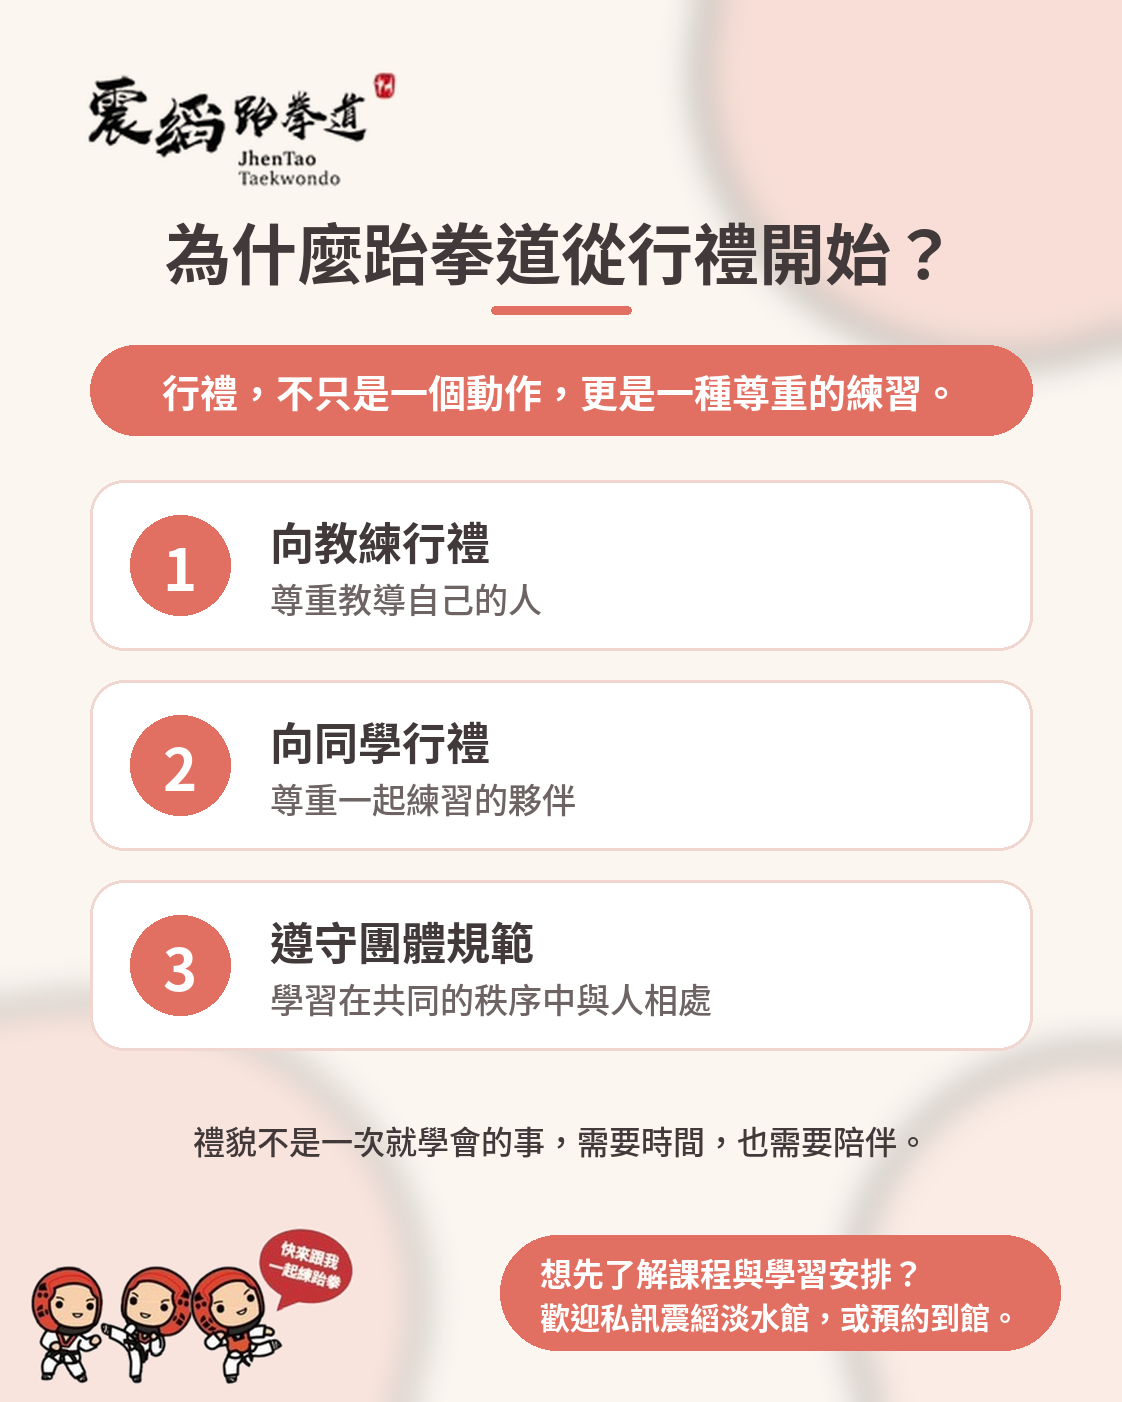 震縚跆拳道
JhenTao
Taekwondo
為什麼跆拳道從行禮開始？
行禮，不只是一個動作，更是一種尊重的練習。
1
向教練行禮
尊重教導自己的人
2
向同學行禮
尊重一起練習的夥伴
3
遵守團體規範
學習在共同的秩序中與人相處
禮貌不是一次就學會的事，需要時間，也需要陪伴。
快來跟我
一起練跆拳
想先了解課程與學習安排？
歡迎私訊震縚淡水館，或預約到館。